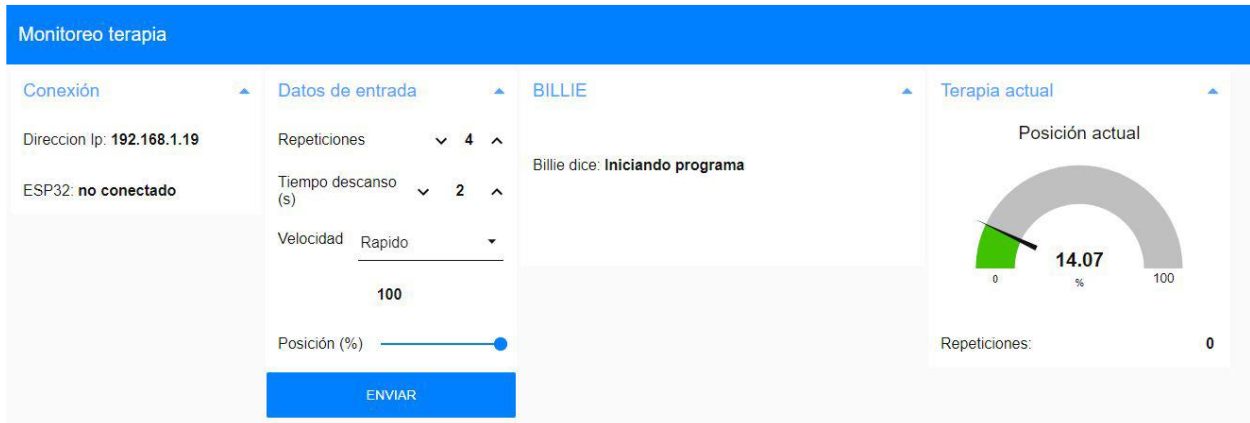 Monitoreo terapia
Conexión
Direccion Ip: 192.168.1.19
ESP32: no conectado
Datos de entrada
Repeticiones 4
Tiempo descanso
(s) 2
Velocidad Rapido
100
Posición (%)
ENVIAR
BILLIE
Billie dice: Iniciando programa
Terapia actual
Posición actual
14.07
0 % 100
Repeticiones: 0